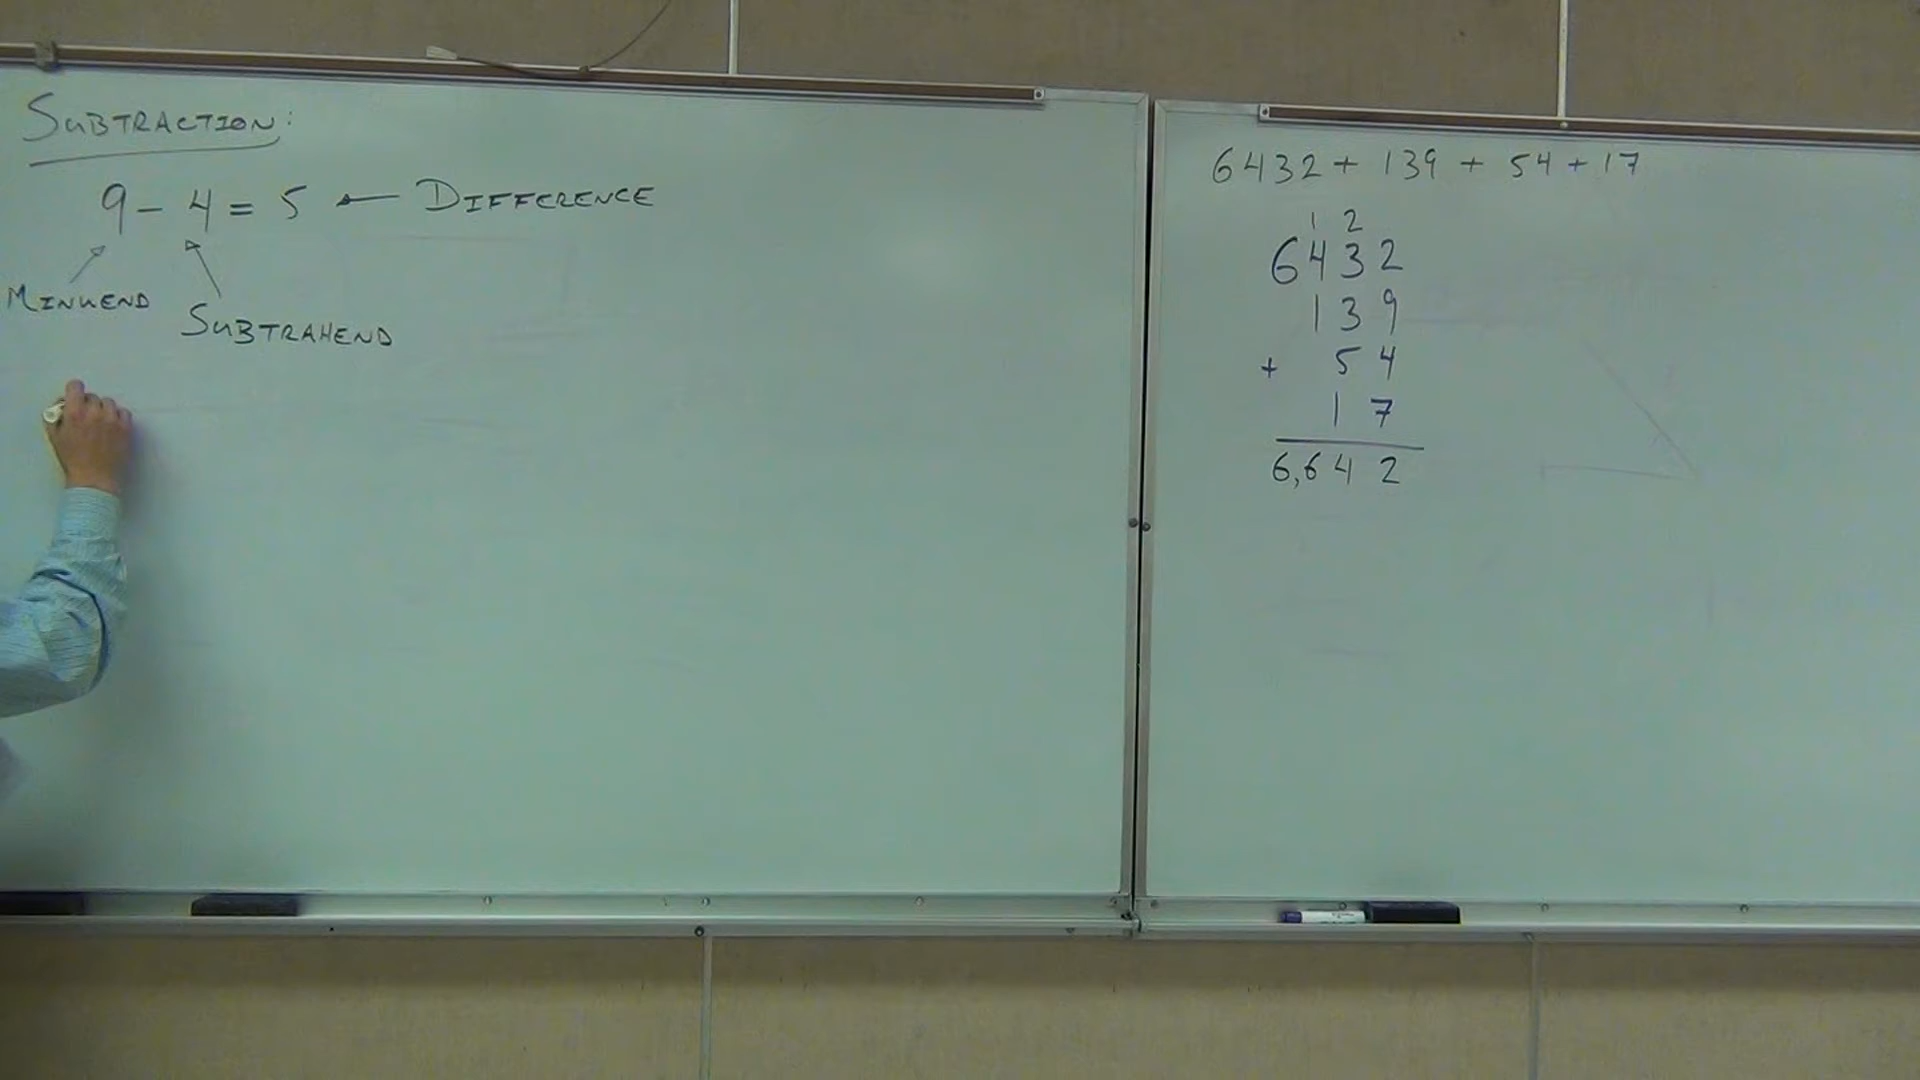 SUBTRACTION:
9 - 4 = 5 ← DIFFERENCE
MINUEND
SUBTRAHEND
6432 + 139 + 54 + 17
1 2
6432
139
+ 54
17
6,642